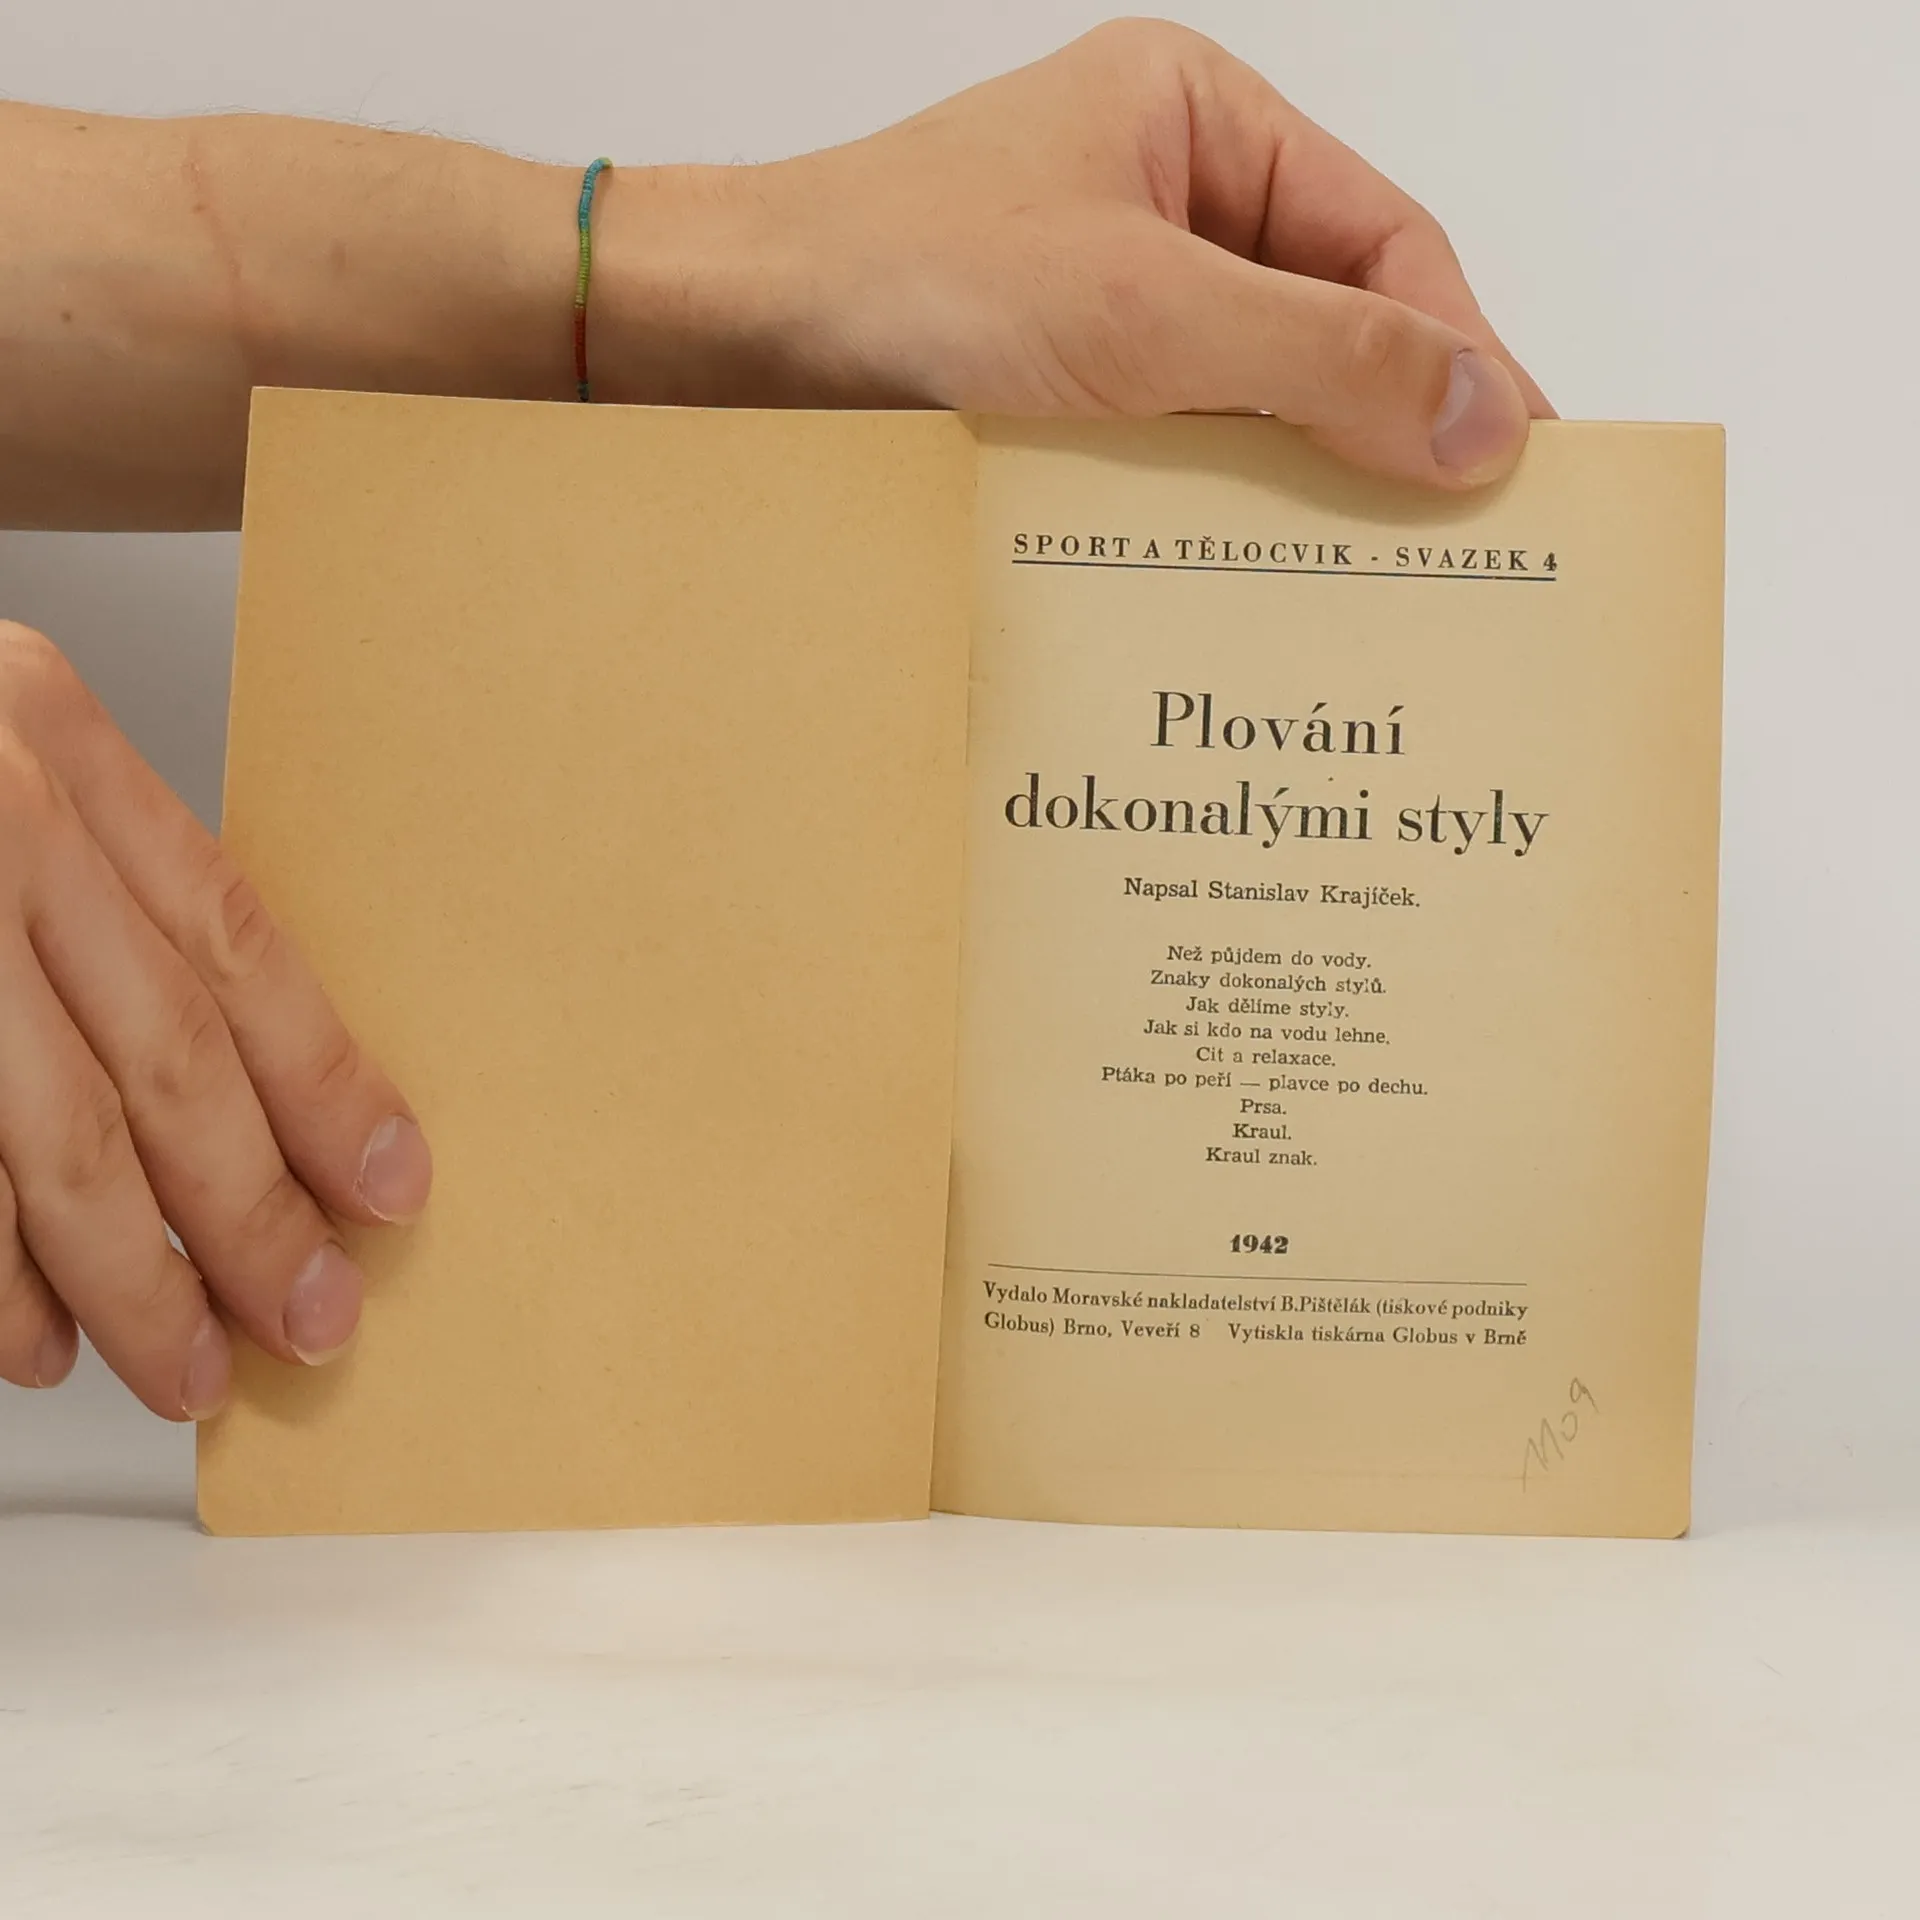 SPORT A TĚLOCVIK - SVAZEK 4
Plování
dokonalými styly
Napsal Stanislav Krajíček.
Než půjdem do vody.
Znaky dokonalých stylů.
Jak dělíme styly.
Jak si kdo na vodu lehne.
Cit a relaxace.
Ptáka po peří — plavce po dechu.
Prsa.
Kraul.
Kraul znak.
1942
Vydalo Moravské nakladatelství B.Pištělák (tiskové podniky
Globus) Brno, Veveří 8 Vytiskla tiskárna Globus v Brně